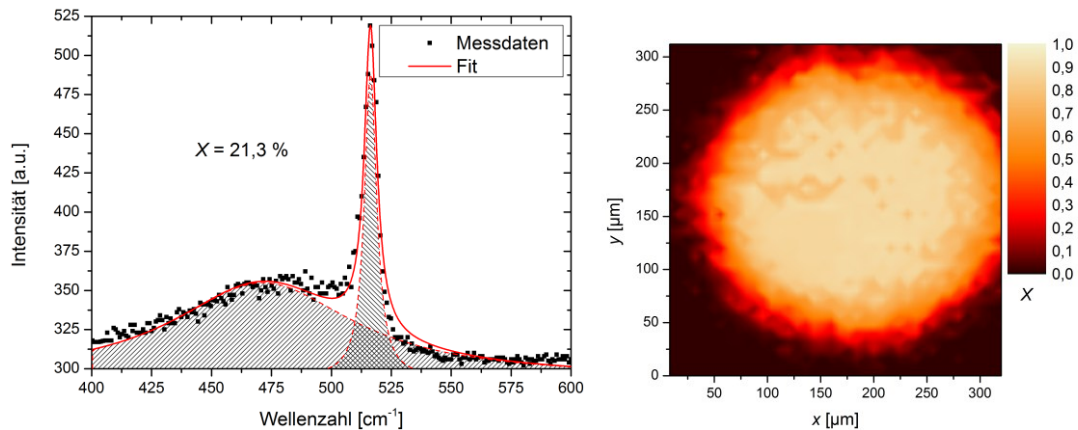 525
500
475
450
425
400
375
350
325
300
Intensität [a.u.]
Messdaten
Fit
X = 21,3 %
400 425 450 475 500 525 550 575 600
Wellenzahl [cm⁻¹]
300
250
200
150
100
50
0
y [µm]
50 100 150 200 250 300
x [µm]
1,0
0,9
0,8
0,7
0,6
0,5
0,4
0,3
0,2
0,1
0,0
X